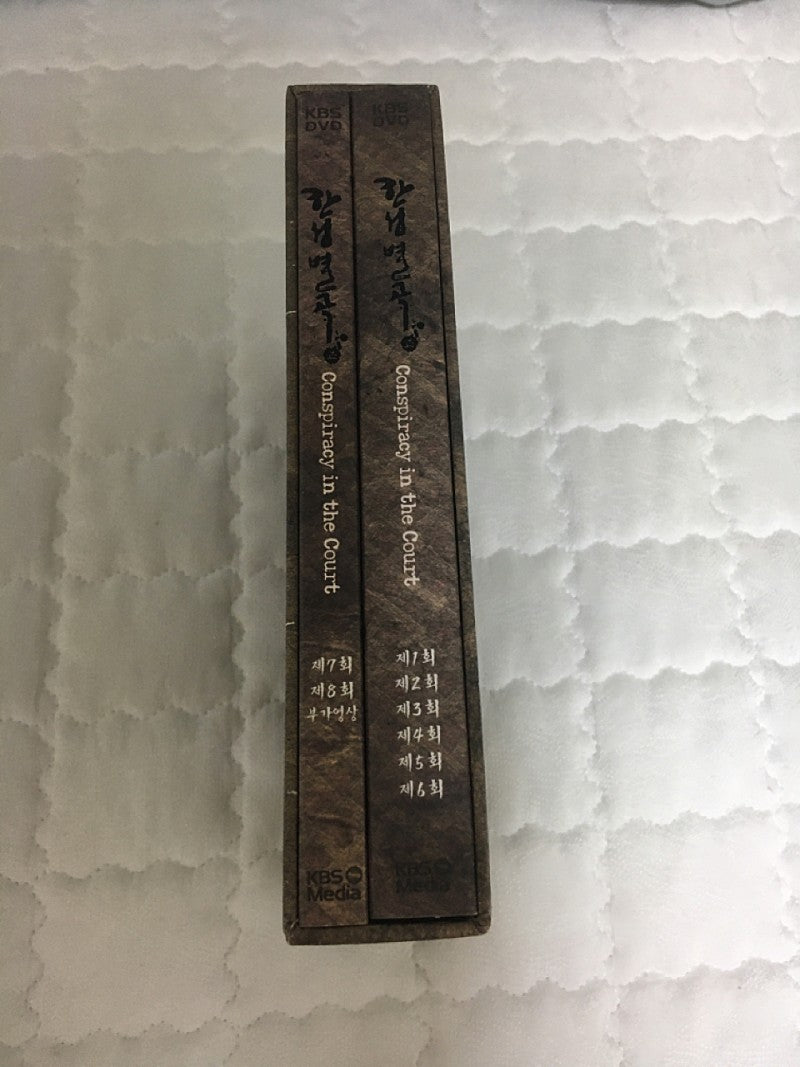 KBS
DVD
한성별곡 正
Conspiracy in the Court
제7회
제8회
부가영상
KBS
Media
KBS
DVD
한성별곡 正
Conspiracy in the Court
제1회
제2회
제3회
제4회
제5회
제6회
KBS
Media